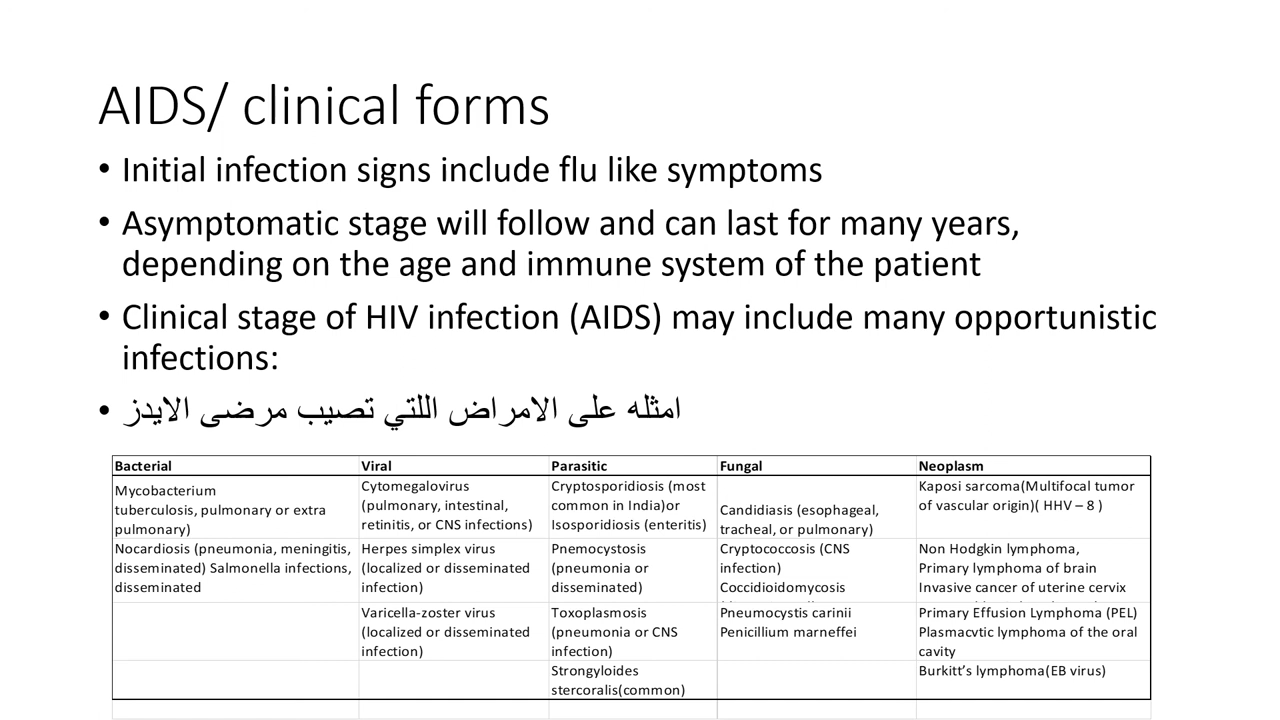 AIDS/ clinical forms
• Initial infection signs include flu like symptoms
• Asymptomatic stage will follow and can last for many years,
depending on the age and immune system of the patient
• Clinical stage of HIV infection (AIDS) may include many opportunistic
infections:
• امثله على الامراض اللتي تصيب مرضى الايدز
Bacterial
Viral
Parasitic
Fungal
Neoplasm
Mycobacterium
tuberculosis, pulmonary or extra
pulmonary)
Cytomegalovirus
(pulmonary, intestinal,
retinitis, or CNS infections)
Cryptosporidiosis (most
common in India)or
Isosporidiosis (enteritis)
Candidiasis (esophageal,
tracheal, or pulmonary)
Kaposi sarcoma(Multifocal tumor
of vascular origin)( HHV – 8 )
Nocardiosis (pneumonia, meningitis,
disseminated) Salmonella infections,
disseminated
Herpes simplex virus
(localized or disseminated
infection)
Pnemocystosis
(pneumonia or
disseminated)
Cryptococcosis (CNS
infection)
Coccidioidomycosis
Non Hodgkin lymphoma,
Primary lymphoma of brain
Invasive cancer of uterine cervix
Varicella-zoster virus
(localized or disseminated
infection)
Toxoplasmosis
(pneumonia or CNS
infection)
Pneumocystis carinii
Penicillium marneffei
Primary Effusion Lymphoma (PEL)
Plasmacvtic lymphoma of the oral
cavity
Strongyloides
stercoralis(common)
Burkitt’s lymphoma(EB virus)